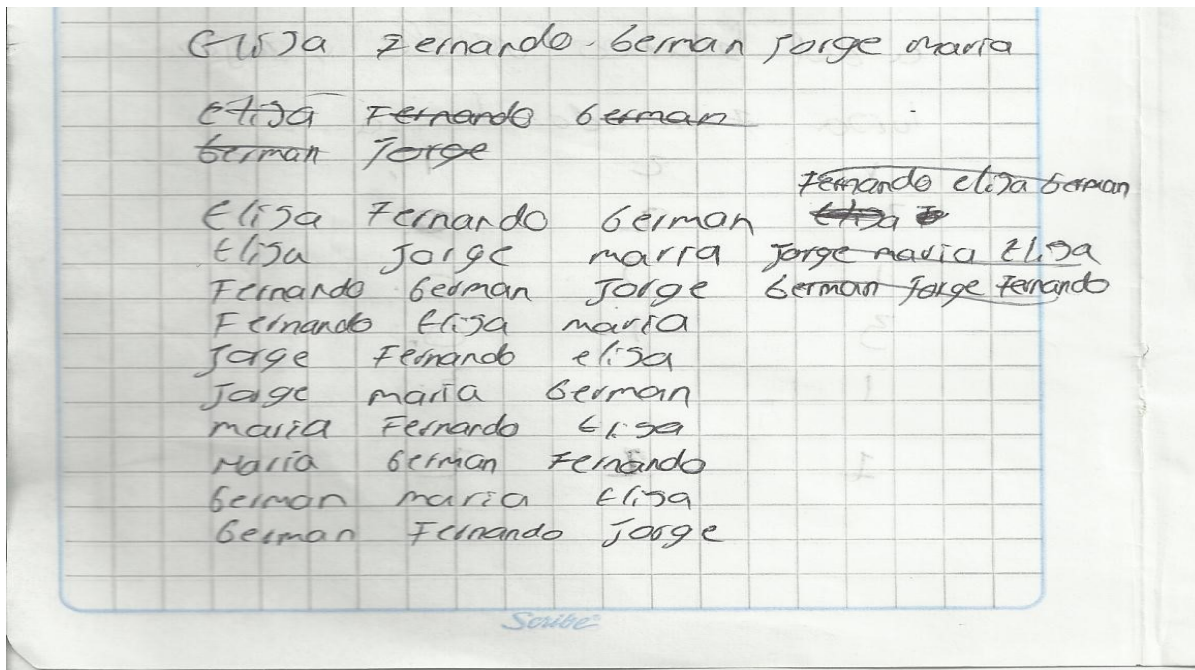 Elisa Fernando German Jorge maria
Elisa Fernando German
German Jorge
Fernando elisa German
Elisa Fernando German Elisa
Elisa Jorge maria Jorge maria Elisa
Fernando German Jorge German Jorge Fernando
Fernando Elisa maria
Jorge Fernando elisa
Jorge maria German
maria Fernando Elisa
Maria German Fernando
German maria Elisa
German Fernando Jorge
Scribe